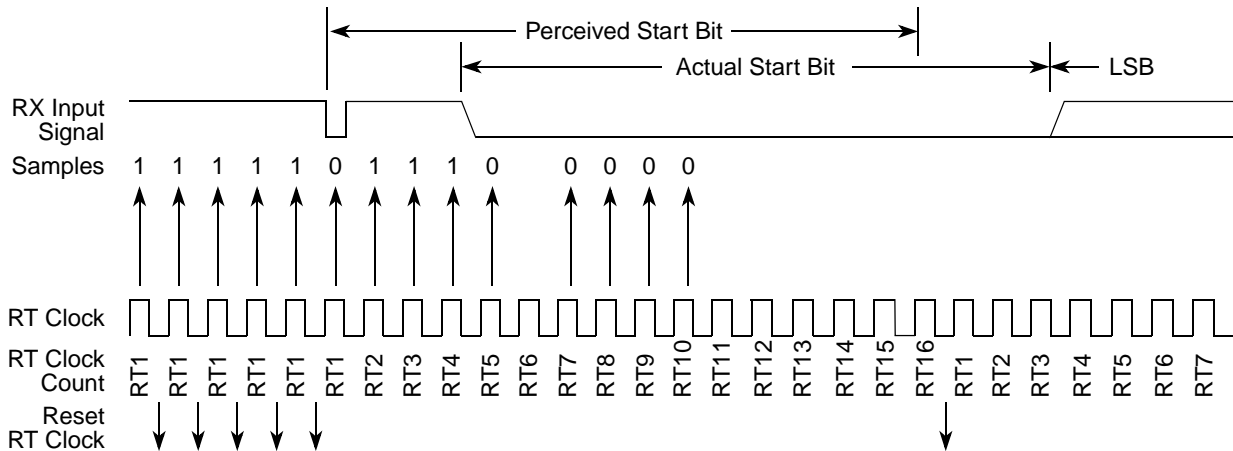 Perceived Start Bit
Actual Start Bit LSB
RX Input
Signal
Samples 1 1 1 1 1 0 1 1 1 0 0 0 0 0
RT Clock
RT Clock
Count
RT1 RT1 RT1 RT1 RT1 RT1 RT2 RT3 RT4 RT5 RT6 RT7 RT8 RT9 RT10 RT11 RT12 RT13 RT14 RT15 RT16 RT1 RT2 RT3 RT4 RT5 RT6 RT7
Reset
RT Clock